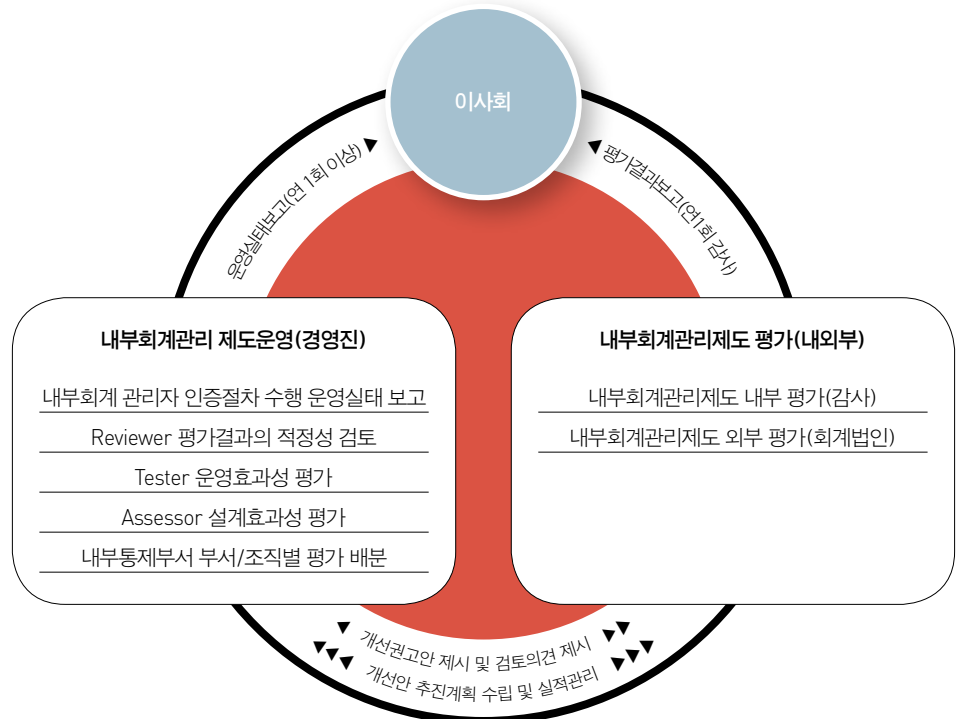 이사회
◀ 운영실태보고(연 1회 이상)
◀ 평가결과보고(연1회 감사)
내부회계관리 제도운영(경영진)
내부회계 관리자 인증절차 수행 운영실태 보고
Reviewer 평가결과의 적정성 검토
Tester 운영효과성 평가
Assessor 설계효과성 평가
내부통제부서 부서/조직별 평가 배분
내부회계관리제도 평가(내외부)
내부회계관리제도 내부 평가(감사)
내부회계관리제도 외부 평가(회계법인)
개선권고안 제시 및 검토의견 제시
개선안 추진계획 수립 및 실적관리